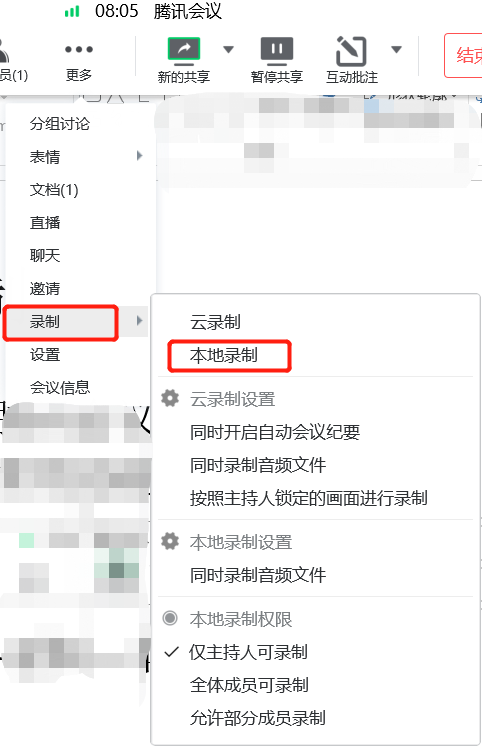 08:05 腾讯会议
员(1) 更多 新的共享 暂停共享 互动批注
分组讨论
表情
文档(1)
直播
聊天
邀请
录制
设置
会议信息
云录制
本地录制
云录制设置
同时开启自动会议纪要
同时录制音频文件
按照主持人锁定的画面进行录制
本地录制设置
同时录制音频文件
本地录制权限
仅主持人可录制
全体成员可录制
允许部分成员录制